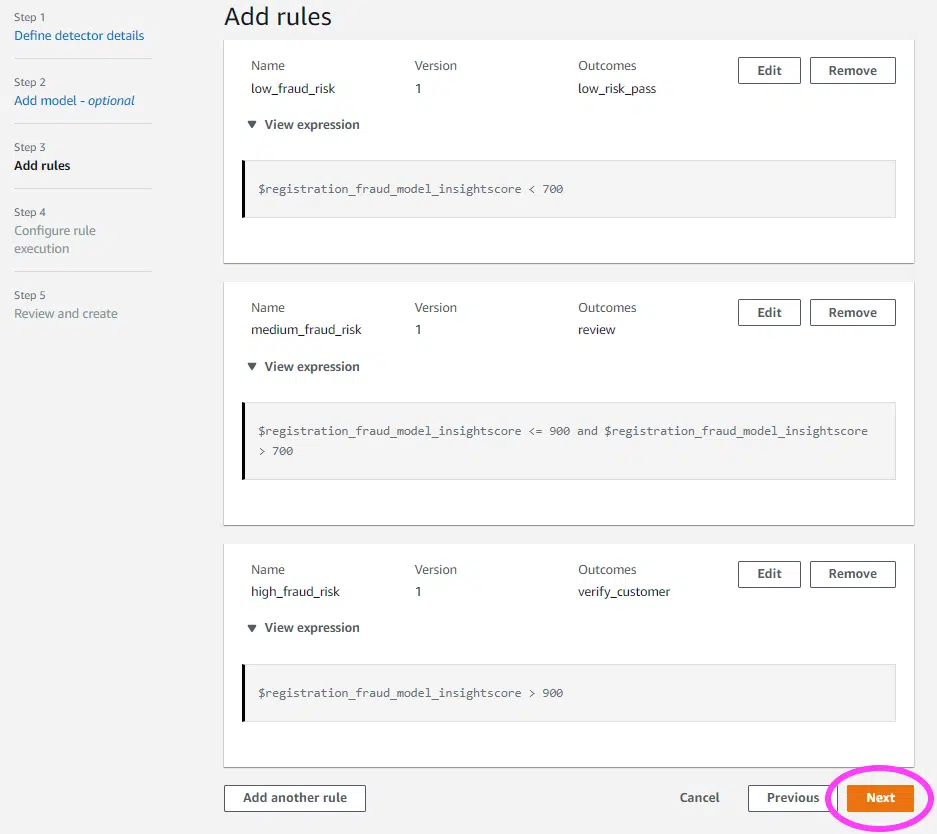 Step 1
Define detector details
Step 2
Add model - optional
Step 3
Add rules
Step 4
Configure rule
execution
Step 5
Review and create
Add rules
Name Version Outcomes Edit Remove
low_fraud_risk 1 low_risk_pass
▼ View expression
$registration_fraud_model_insightscore < 700
Name Version Outcomes Edit Remove
medium_fraud_risk 1 review
▼ View expression
$registration_fraud_model_insightscore <= 900 and $registration_fraud_model_insightscore
> 700
Name Version Outcomes Edit Remove
high_fraud_risk 1 verify_customer
▼ View expression
$registration_fraud_model_insightscore > 900
Add another rule Cancel Previous Next